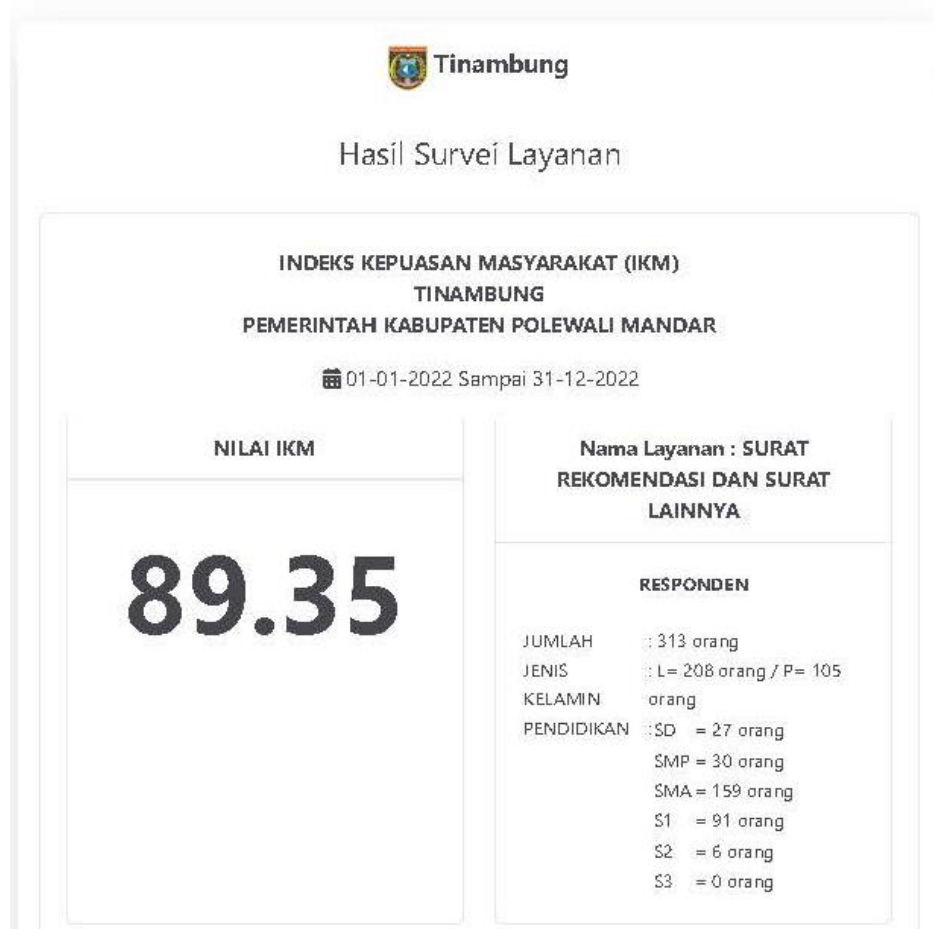 Tinambung
Hasil Survei Layanan
INDEKS KEPUASAN MASYARAKAT (IKM)
TINAMBUNG
PEMERINTAH KABUPATEN POLEWALI MANDAR
01-01-2022 Sampai 31-12-2022
NILAI IKM
89.35
Nama Layanan : SURAT
REKOMENDASI DAN SURAT
LAINNYA
RESPONDEN
JUMLAH : 313 orang
JENIS : L= 208 orang / P= 105
KELAMIN orang
PENDIDIKAN : SD = 27 orang
SMP = 30 orang
SMA = 159 orang
S1 = 91 orang
S2 = 6 orang
S3 = 0 orang